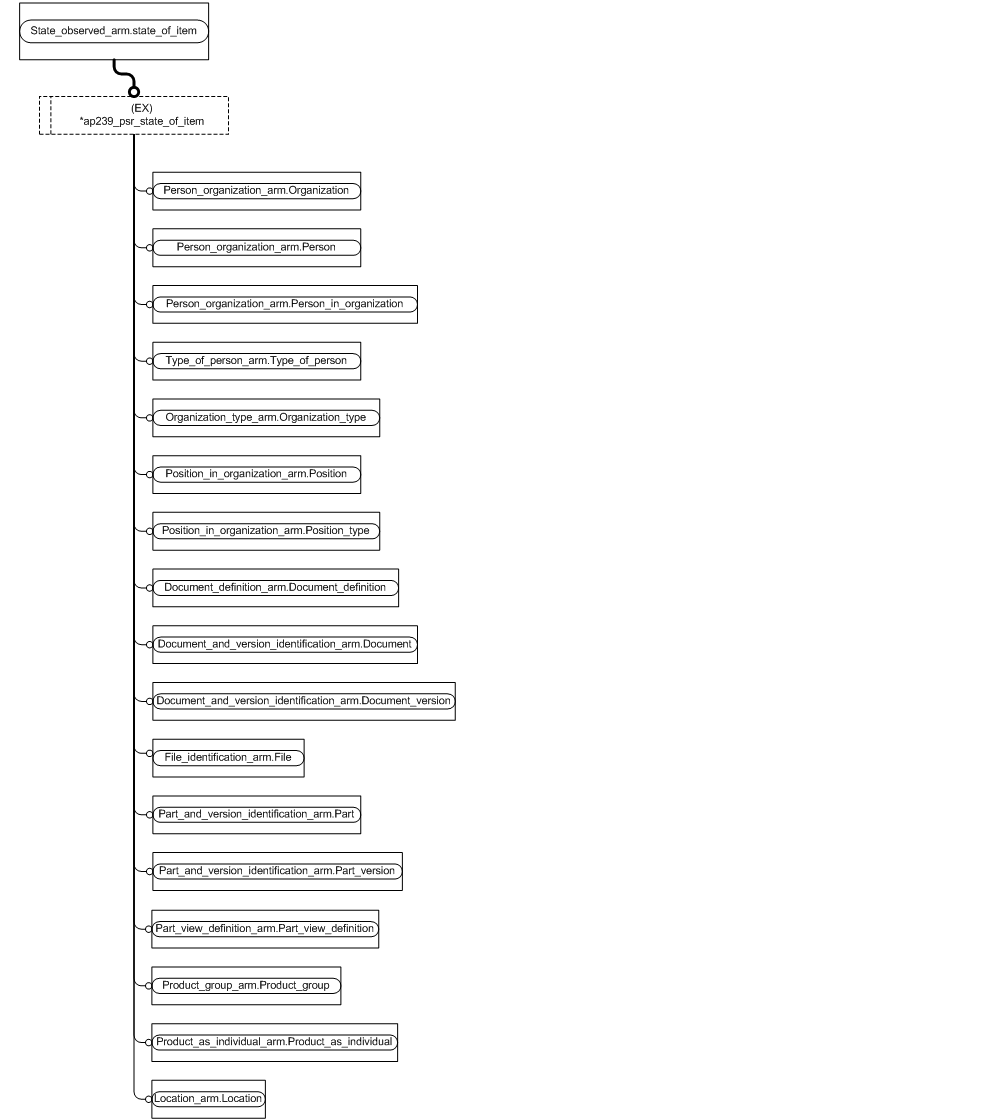 State_observed_arm.state_of_item
(EX)
*ap239_psr_state_of_item
Person_organization_arm.Organization
Person_organization_arm.Person
Person_organization_arm.Person_in_organization
Type_of_person_arm.Type_of_person
Organization_type_arm.Organization_type
Position_in_organization_arm.Position
Position_in_organization_arm.Position_type
Document_definition_arm.Document_definition
Document_and_version_identification_arm.Document
Document_and_version_identification_arm.Document_version
File_identification_arm.File
Part_and_version_identification_arm.Part
Part_and_version_identification_arm.Part_version
Part_view_definition_arm.Part_view_definition
Product_group_arm.Product_group
Product_as_individual_arm.Product_as_individual
Location_arm.Location